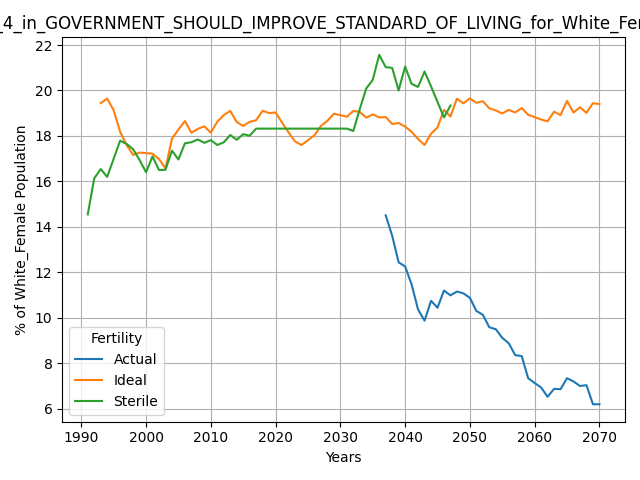 _4_in_GOVERNMENT_SHOULD_IMPROVE_STANDARD_OF_LIVING_for_White_Fe
22
20
18
16
14
12
10
8
6
% of White_Female Population
Fertility
Actual
Ideal
Sterile
1990 2000 2010 2020 2030 2040 2050 2060 2070
Years